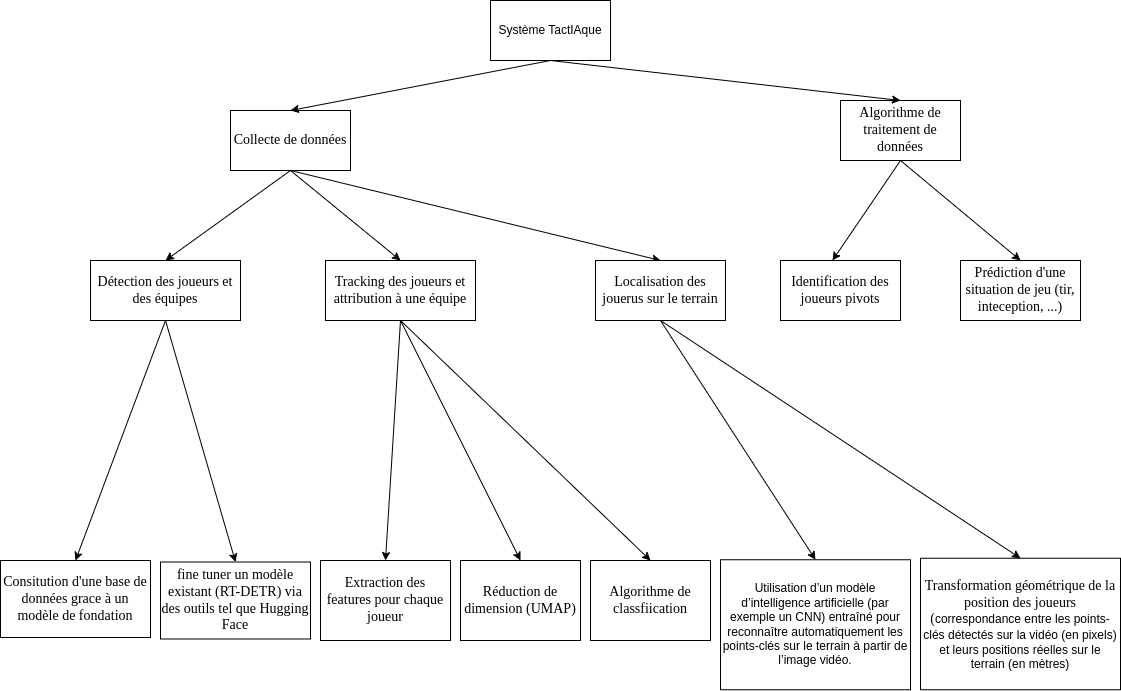 Système TactIAque
Collecte de données
Algorithme de
traitement de
données
Détection des joueurs et
des équipes
Tracking des joueurs et
attribution à une équipe
Localisation des
jouerus sur le terrain
Identification des
joueurs pivots
Prédiction d'une
situation de jeu (tir,
inteception, ...)
Consitution d'une base de
données grace à un
modèle de fondation
fine tuner un modèle
existant (RT-DETR) via
des outils tel que Hugging
Face
Extraction des
features pour chaque
joueur
Réduction de
dimension (UMAP)
Algorithme de
classfiication
Utilisation d’un modèle
d’intelligence artificielle (par
exemple un CNN) entraîné pour
reconnaître automatiquement les
points-clés sur le terrain à partir de
l’image vidéo.
Transformation géométrique de la
position des joueurs
(correspondance entre les points-
clés détectés sur la vidéo (en pixels)
et leurs positions réelles sur le
terrain (en mètres)